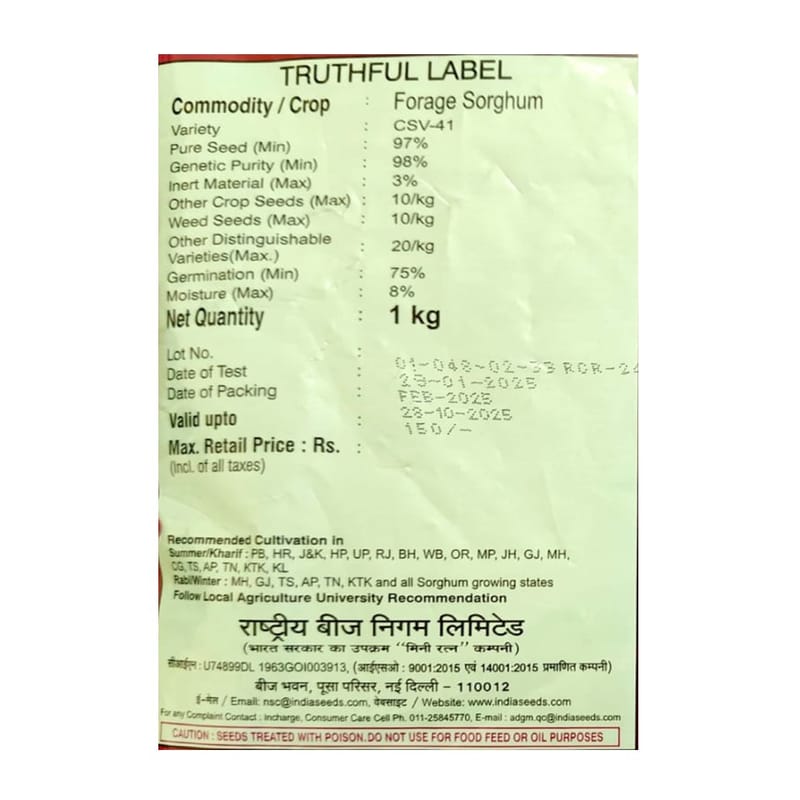 TRUTHFUL LABEL
Commodity / Crop : Forage Sorghum
Variety : CSV-41
Pure Seed (Min) : 97%
Genetic Purity (Min) : 98%
Inert Material (Max) : 3%
Other Crop Seeds (Max) : 10/kg
Weed Seeds (Max) : 10/kg
Other Distinguishable
Varieties(Max.) : 20/kg
Germination (Min) : 75%
Moisture (Max) : 8%
Net Quantity : 1 kg
Lot No. : 01-048-02-33 RGR-24
Date of Test : 29-01-2025
Date of Packing : FEB-2025
Valid upto : 28-10-2025
Max. Retail Price : Rs. : 150/-
(Incl. of all taxes)
Recommended Cultivation in
Summer/Kharif : PB, HR, J&K, HP, UP, RJ, BH, WB, OR, MP, JH, GJ, MH,
CG,TS, AP, TN, KTK, KL
Rabi/Winter : MH, GJ, TS, AP, TN, KTK and all Sorghum growing states
Follow Local Agriculture University Recommendation
राष्ट्रीय बीज निगम लिमिटेड
(भारत सरकार का उपक्रम "मिनी रत्न" कम्पनी)
सीआईएन : U74899DL 1963GOI003913, (आईएसओ : 9001:2015 एवं 14001:2015 प्रमाणित कम्पनी)
बीज भवन, पूसा परिसर, नई दिल्ली - 110012
ई-मेल / Email: nsc@indiaseeds.com, वेबसाइट / Website: www.indiaseeds.com
For any Complaint Contact : Incharge, Consumer Care Cell Ph. 011-25845770, E-mail : adgm.qc@indiaseeds.com
CAUTION : SEEDS TREATED WITH POISON.DO NOT USE FOR FOOD FEED OR OIL PURPOSES